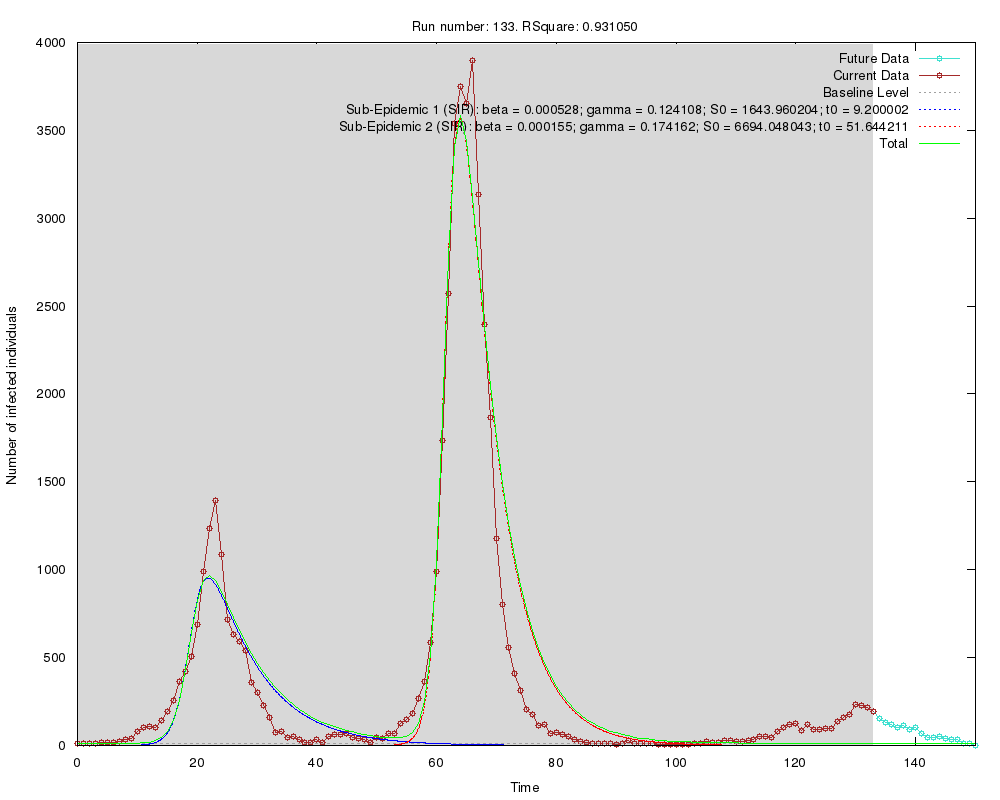 Run number: 133. RSquare: 0.931050
Future Data
Current Data
Baseline Level
Sub-Epidemic 1 (SIR): beta = 0.000528; gamma = 0.124108; S0 = 1643.960204; t0 = 9.200002
Sub-Epidemic 2 (SIR): beta = 0.000155; gamma = 0.174162; S0 = 6694.048043; t0 = 51.644211
Total
Number of infected individuals
4000
3500
3000
2500
2000
1500
1000
500
0
0 20 40 60 80 100 120 140
Time